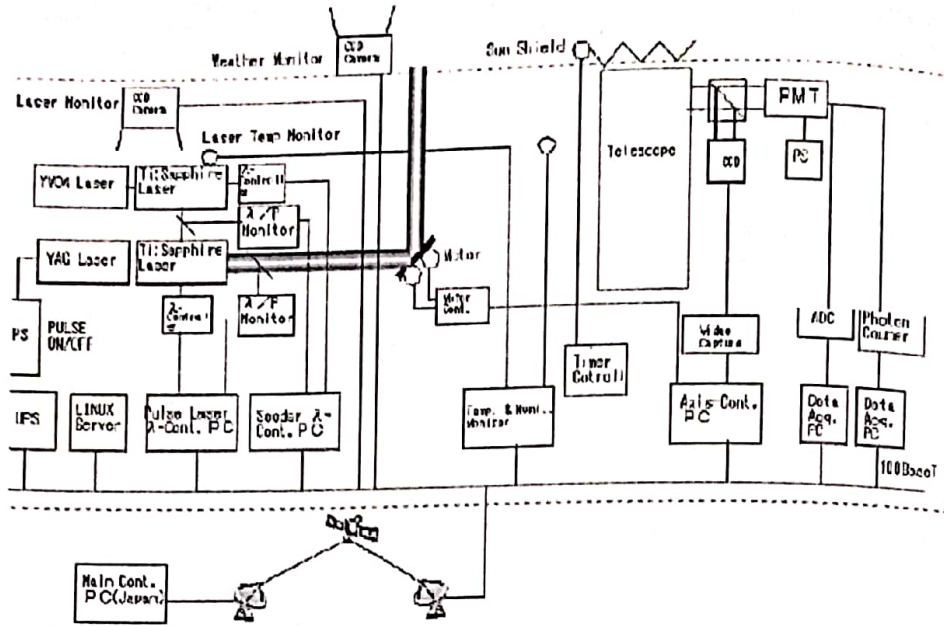 Weather Monitor
CCD
Camera
Sun Shield
Laser Monitor
CCD
Camera
Laser Temp Monitor
Telescope
PMT
CCD
PS
YVO4 Laser
Ti:Sapphire
Laser
λ-
Controll
λ/P
Monitor
YAG Laser
Ti:Sapphire
Laser
λ-
Controll
λ/P
Monitor
Motor
Motor
Cont.
PS
PULSE
ON/OFF
Timer
Cotroll
Video
Capture
ADC
Photon
Counter
UPS
LINUX
Server
Pulse Laser
λ-Cont. PC
Seeder λ-
Cont. PC
Temp. &
Monitor
Axis-Cont.
PC
Data
Acq.
PC
Data
Acq.
PC
100BaseT
Main Cont.
PC(Japan)